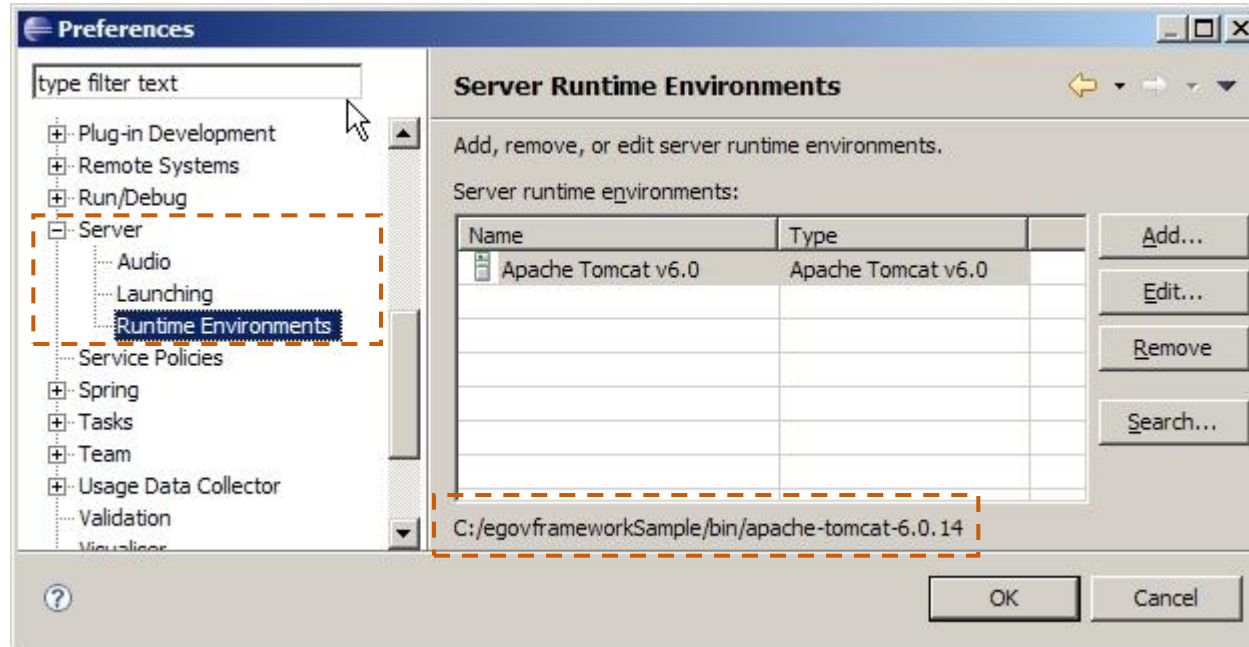 Preferences
type filter text
Plug-in Development
Remote Systems
Run/Debug
Server
Audio
Launching
Runtime Environments
Service Policies
Spring
Tasks
Team
Usage Data Collector
Validation
Visualiser
Server Runtime Environments
Add, remove, or edit server runtime environments.
Server runtime environments:
Name Type
Apache Tomcat v6.0 Apache Tomcat v6.0
Add...
Edit...
Remove
Search...
C:/egovframeworkSample/bin/apache-tomcat-6.0.14
OK Cancel